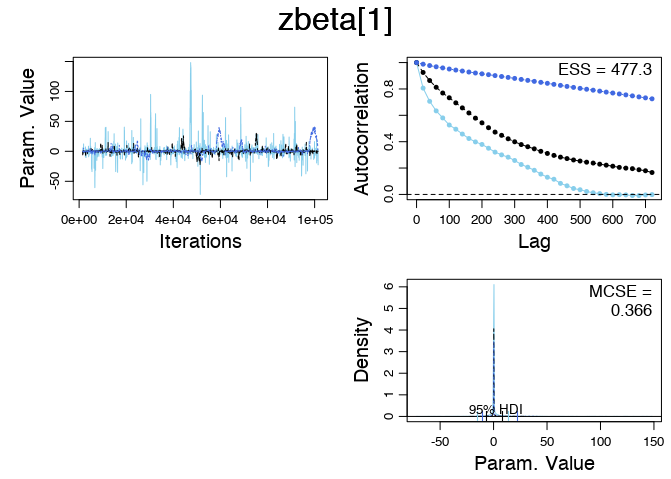 zbeta[1]
Param. Value
-50 0 50 100
0e+00 2e+04 4e+04 6e+04 8e+04 1e+05
Iterations
ESS = 477.3
Autocorrelation
0.0 0.4 0.8
0 100 200 300 400 500 600 700
Lag
MCSE =
0.366
Density
0 1 2 3 4 5 6
95% HDI
-50 0 50 100 150
Param. Value